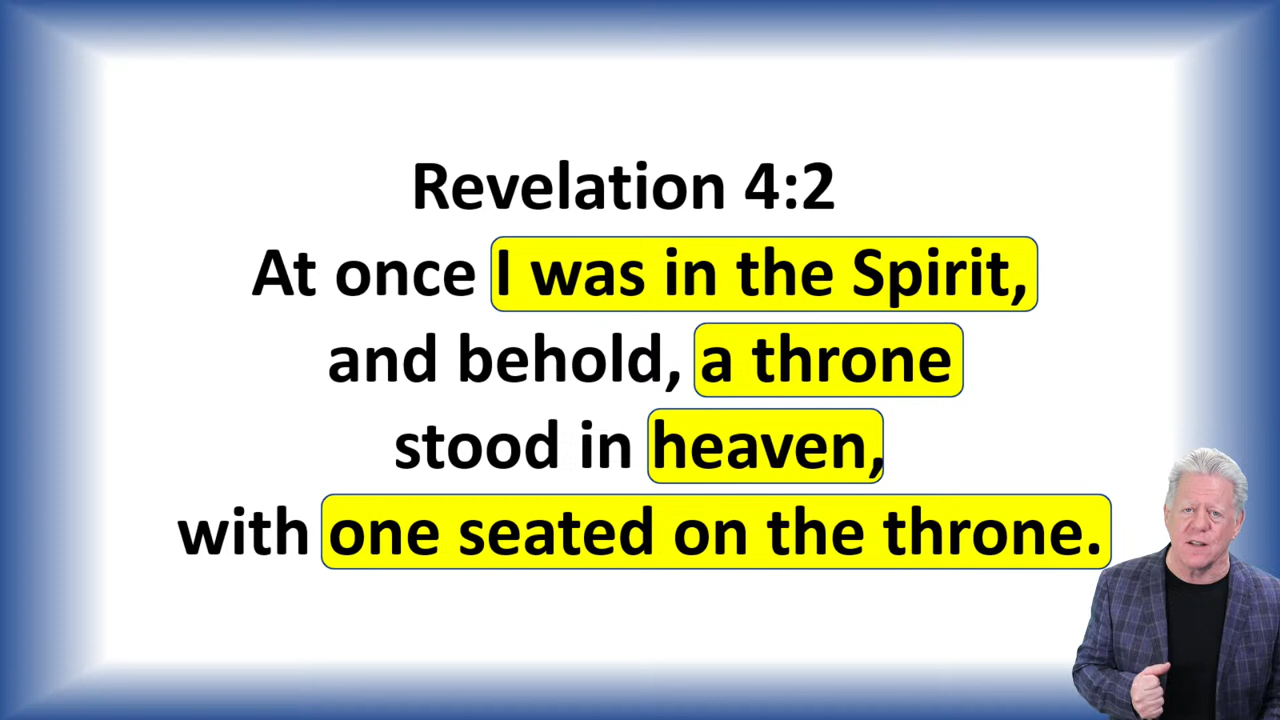 Revelation 4:2
At once I was in the Spirit,
and behold, a throne
stood in heaven,
with one seated on the throne.